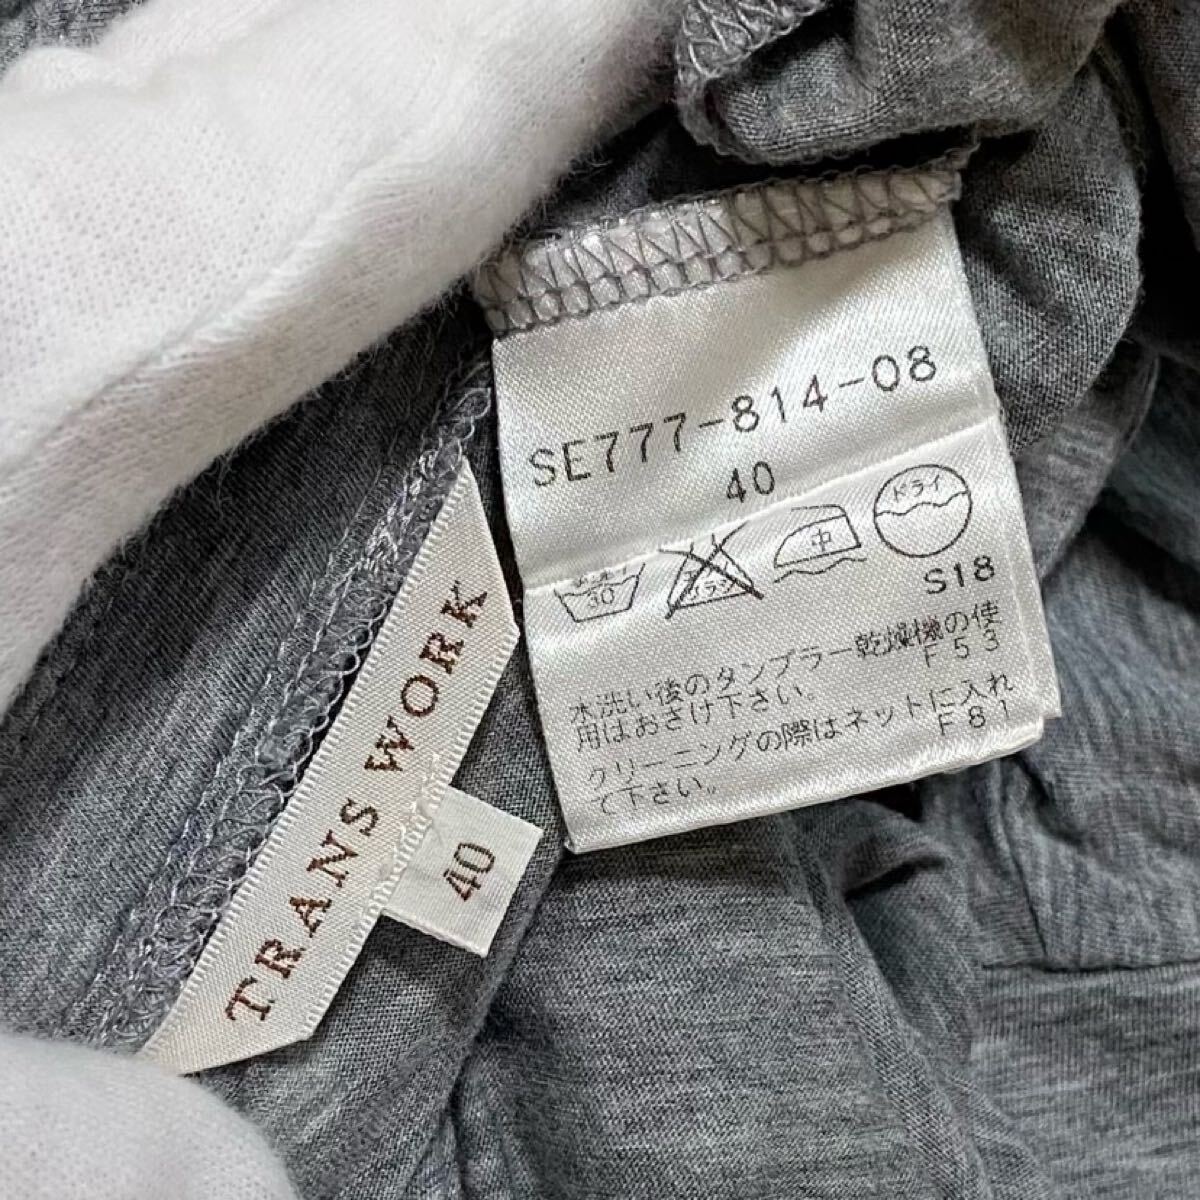 SE777-814-08
40
30
中
ドライ
S18
水洗い後のタンブラー乾燥機の使
用はおさけ下さい。
F53
クリーニングの際はネットに入れ
て下さい。
F81
TRANS WORK
40